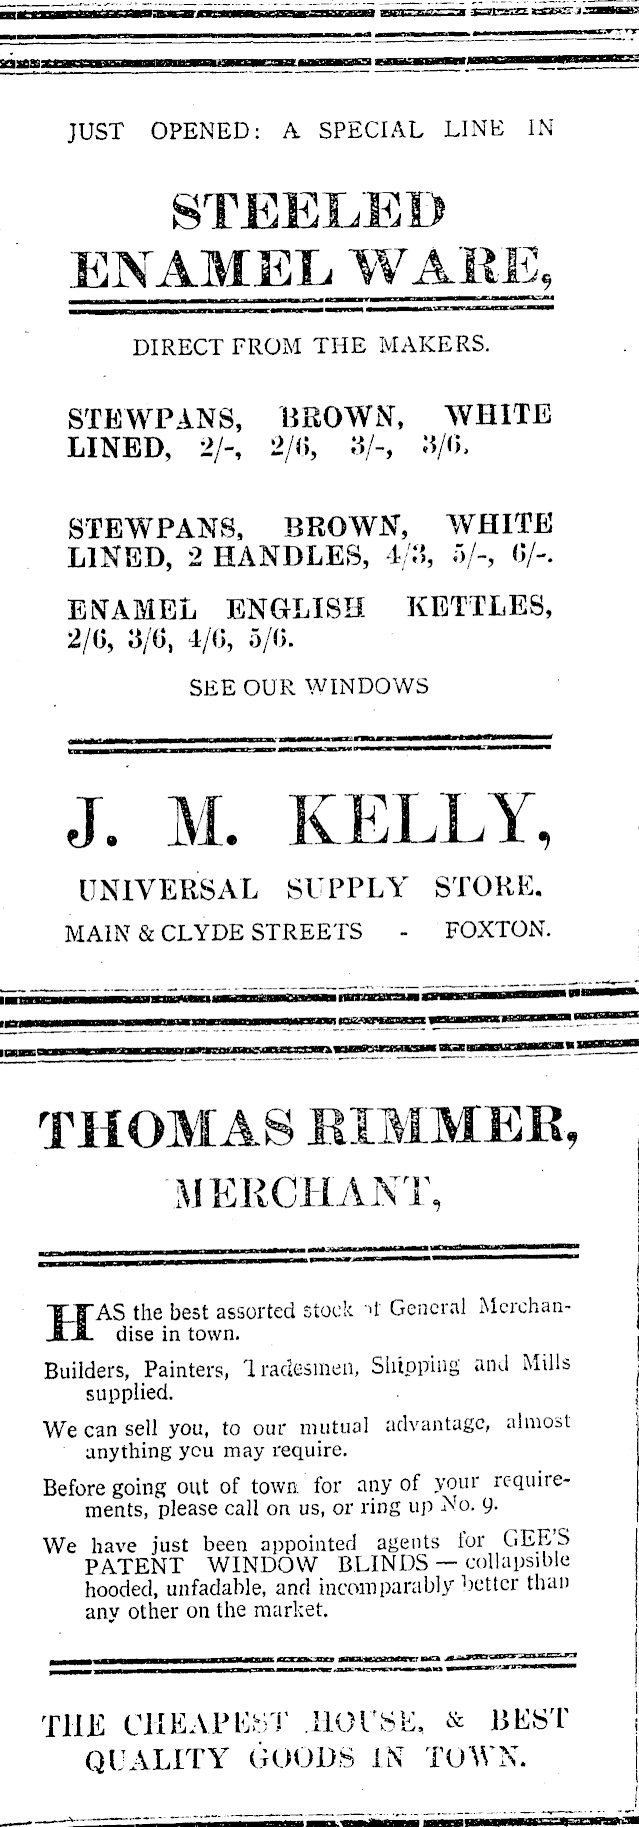 JUST OPENED: A SPECIAL LINE IN
STEELED
ENAMEL WARE,
DIRECT FROM THE MAKERS.
STEWPANS, BROWN, WHITE
LINED, 2/-, 2/6, 3/-, 3/6.
STEWPANS, BROWN, WHITE
LINED, 2 HANDLES, 4/3, 5/-, 6/-.
ENAMEL ENGLISH KETTLES,
2/6, 3/6, 4/6, 5/6.
SEE OUR WINDOWS
J. M. KELLY,
UNIVERSAL SUPPLY STORE.
MAIN & CLYDE STREETS - FOXTON.
THOMAS RIMMER,
MERCHANT,
HAS the best assorted stock of General Merchan-
dise in town.
Builders, Painters, Tradesmen, Shipping and Mills
supplied.
We can sell you, to our mutual advantage, almost
anything you may require.
Before going out of town for any of your require-
ments, please call on us, or ring up No. 9.
We have just been appointed agents for GEE'S
PATENT WINDOW BLINDS — collapsible
hooded, unfadable, and incomparably better than
any other on the market.
THE CHEAPEST HOUSE, & BEST
QUALITY GOODS IN TOWN.